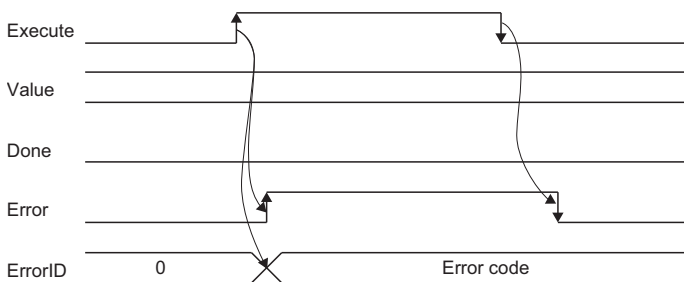 Execute
Value
Done
Error
ErrorID 0 Error code